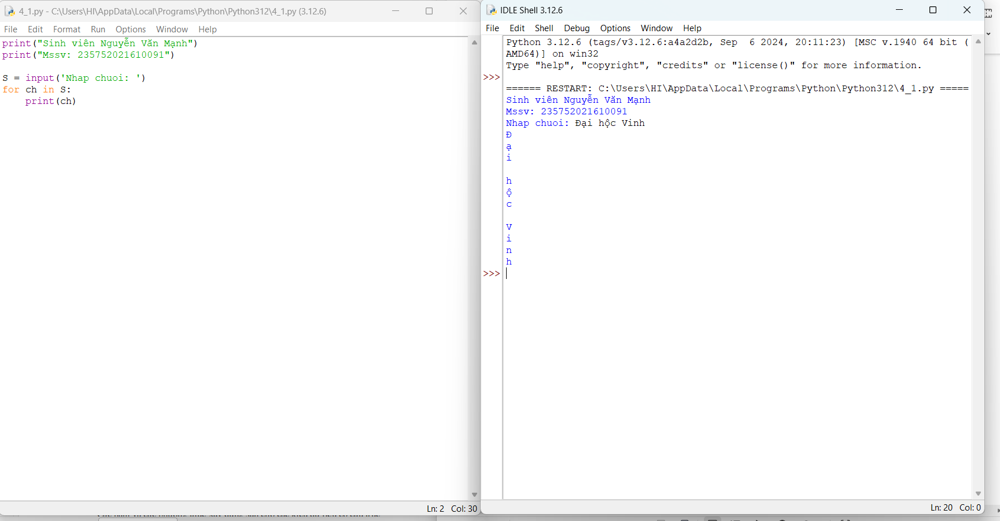 4_1.py - C:\Users\HI\AppData\Local\Programs\Python\Python312\4_1.py (3.12.6)
File Edit Format Run Options Window Help
print("Sinh viên Nguyễn Văn Mạnh")
print("Mssv: 235752021610091")
S = input('Nhap chuoi: ')
for ch in S:
    print(ch)
Ln: 2 Col: 30
IDLE Shell 3.12.6
File Edit Shell Debug Options Window Help
Python 3.12.6 (tags/v3.12.6:a4a2d2b, Sep  6 2024, 20:11:23) [MSC v.1940 64 bit (
AMD64)] on win32
Type "help", "copyright", "credits" or "license()" for more information.
>>>
====== RESTART: C:\Users\HI\AppData\Local\Programs\Python\Python312\4_1.py =====
Sinh viên Nguyễn Văn Mạnh
Mssv: 235752021610091
Nhap chuoi: Đại hộc Vinh
Đ
ạ
i
h
ộ
c
V
i
n
h
>>>
Ln: 20 Col: 0